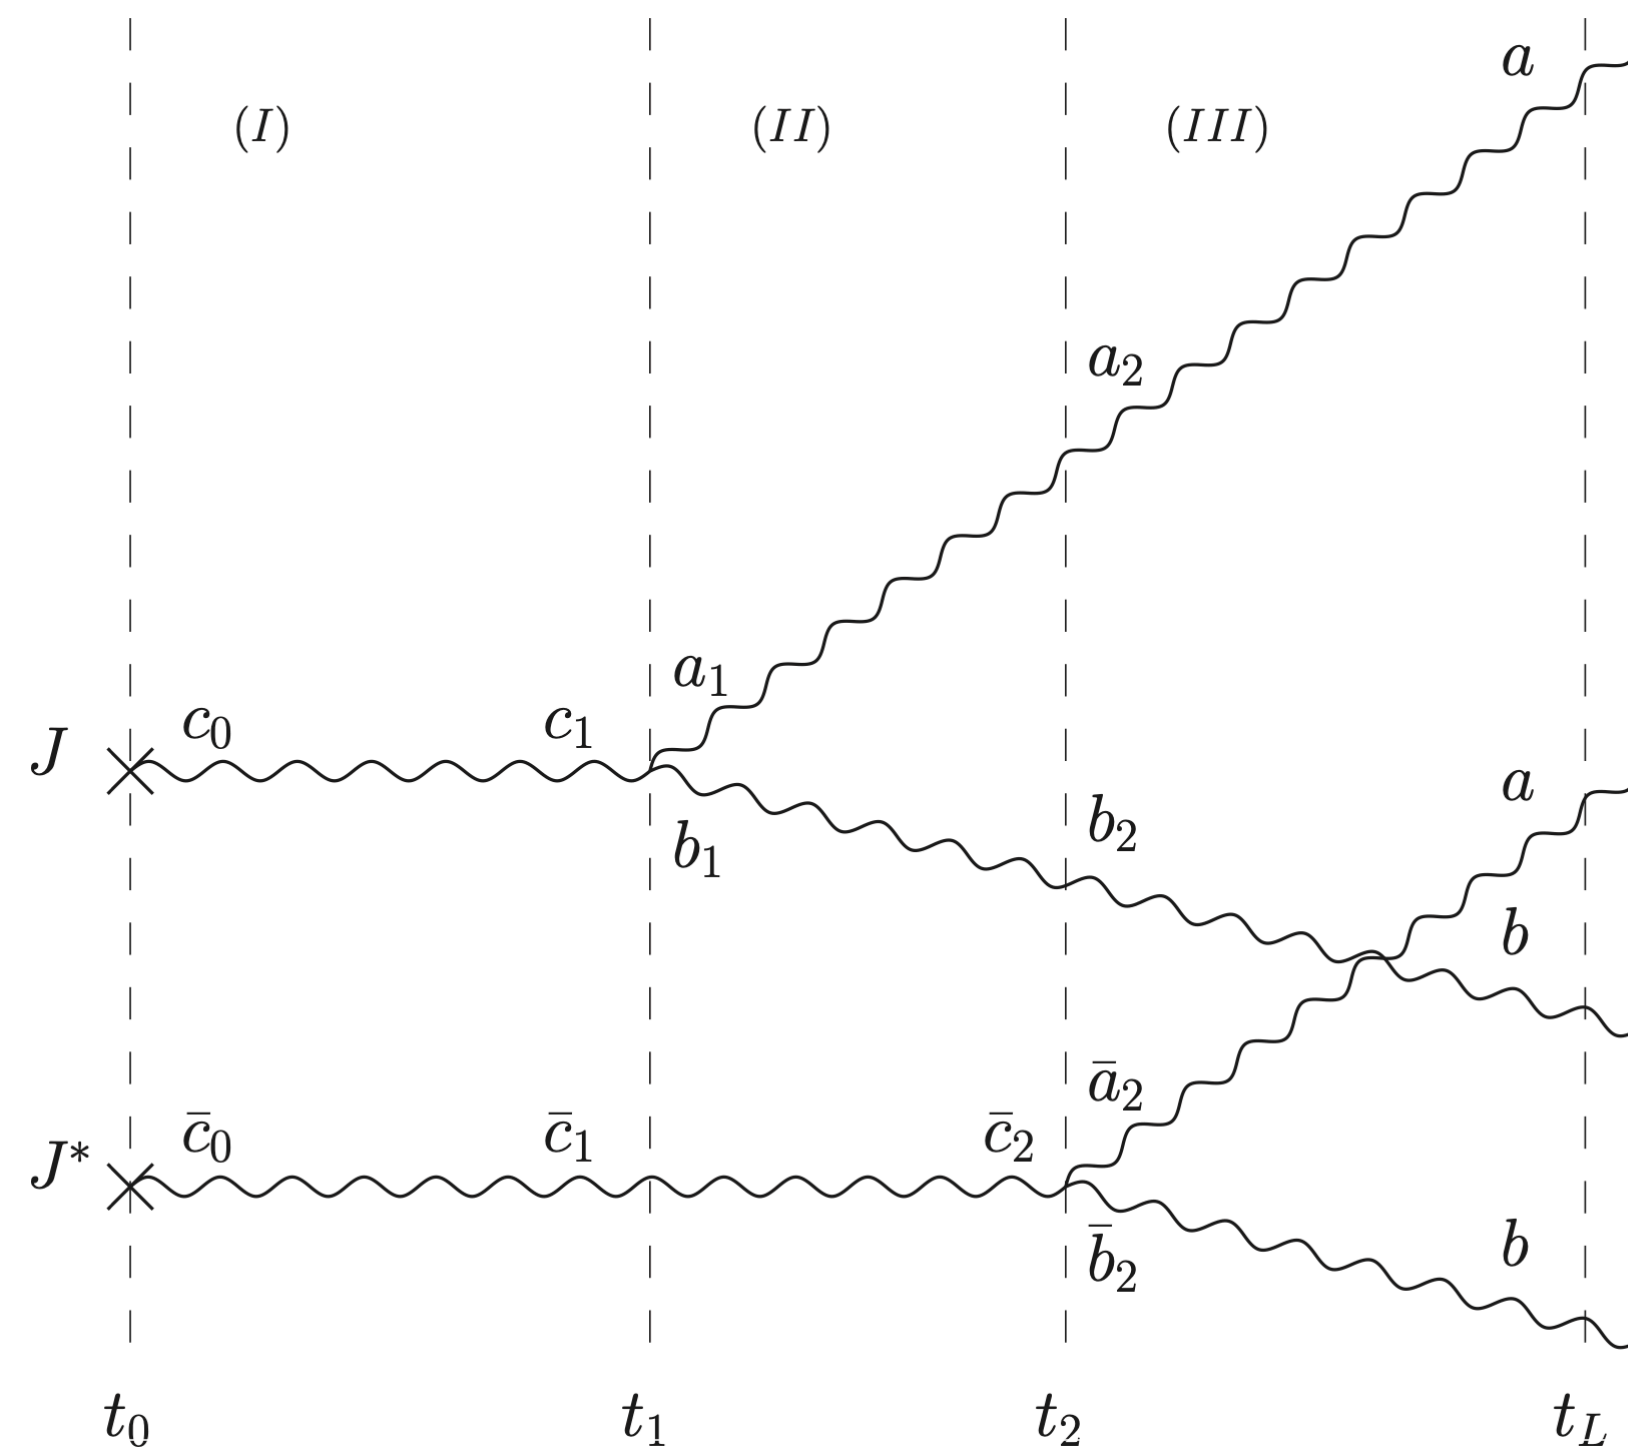 a
(I) (II) (III)
a₂
a₁
J c₀ c₁
b₂ a
b₁
b
ā₂
J* c̄₀ c̄₁ c̄₂
b̄₂ b
t₀ t₁ t₂ t_L